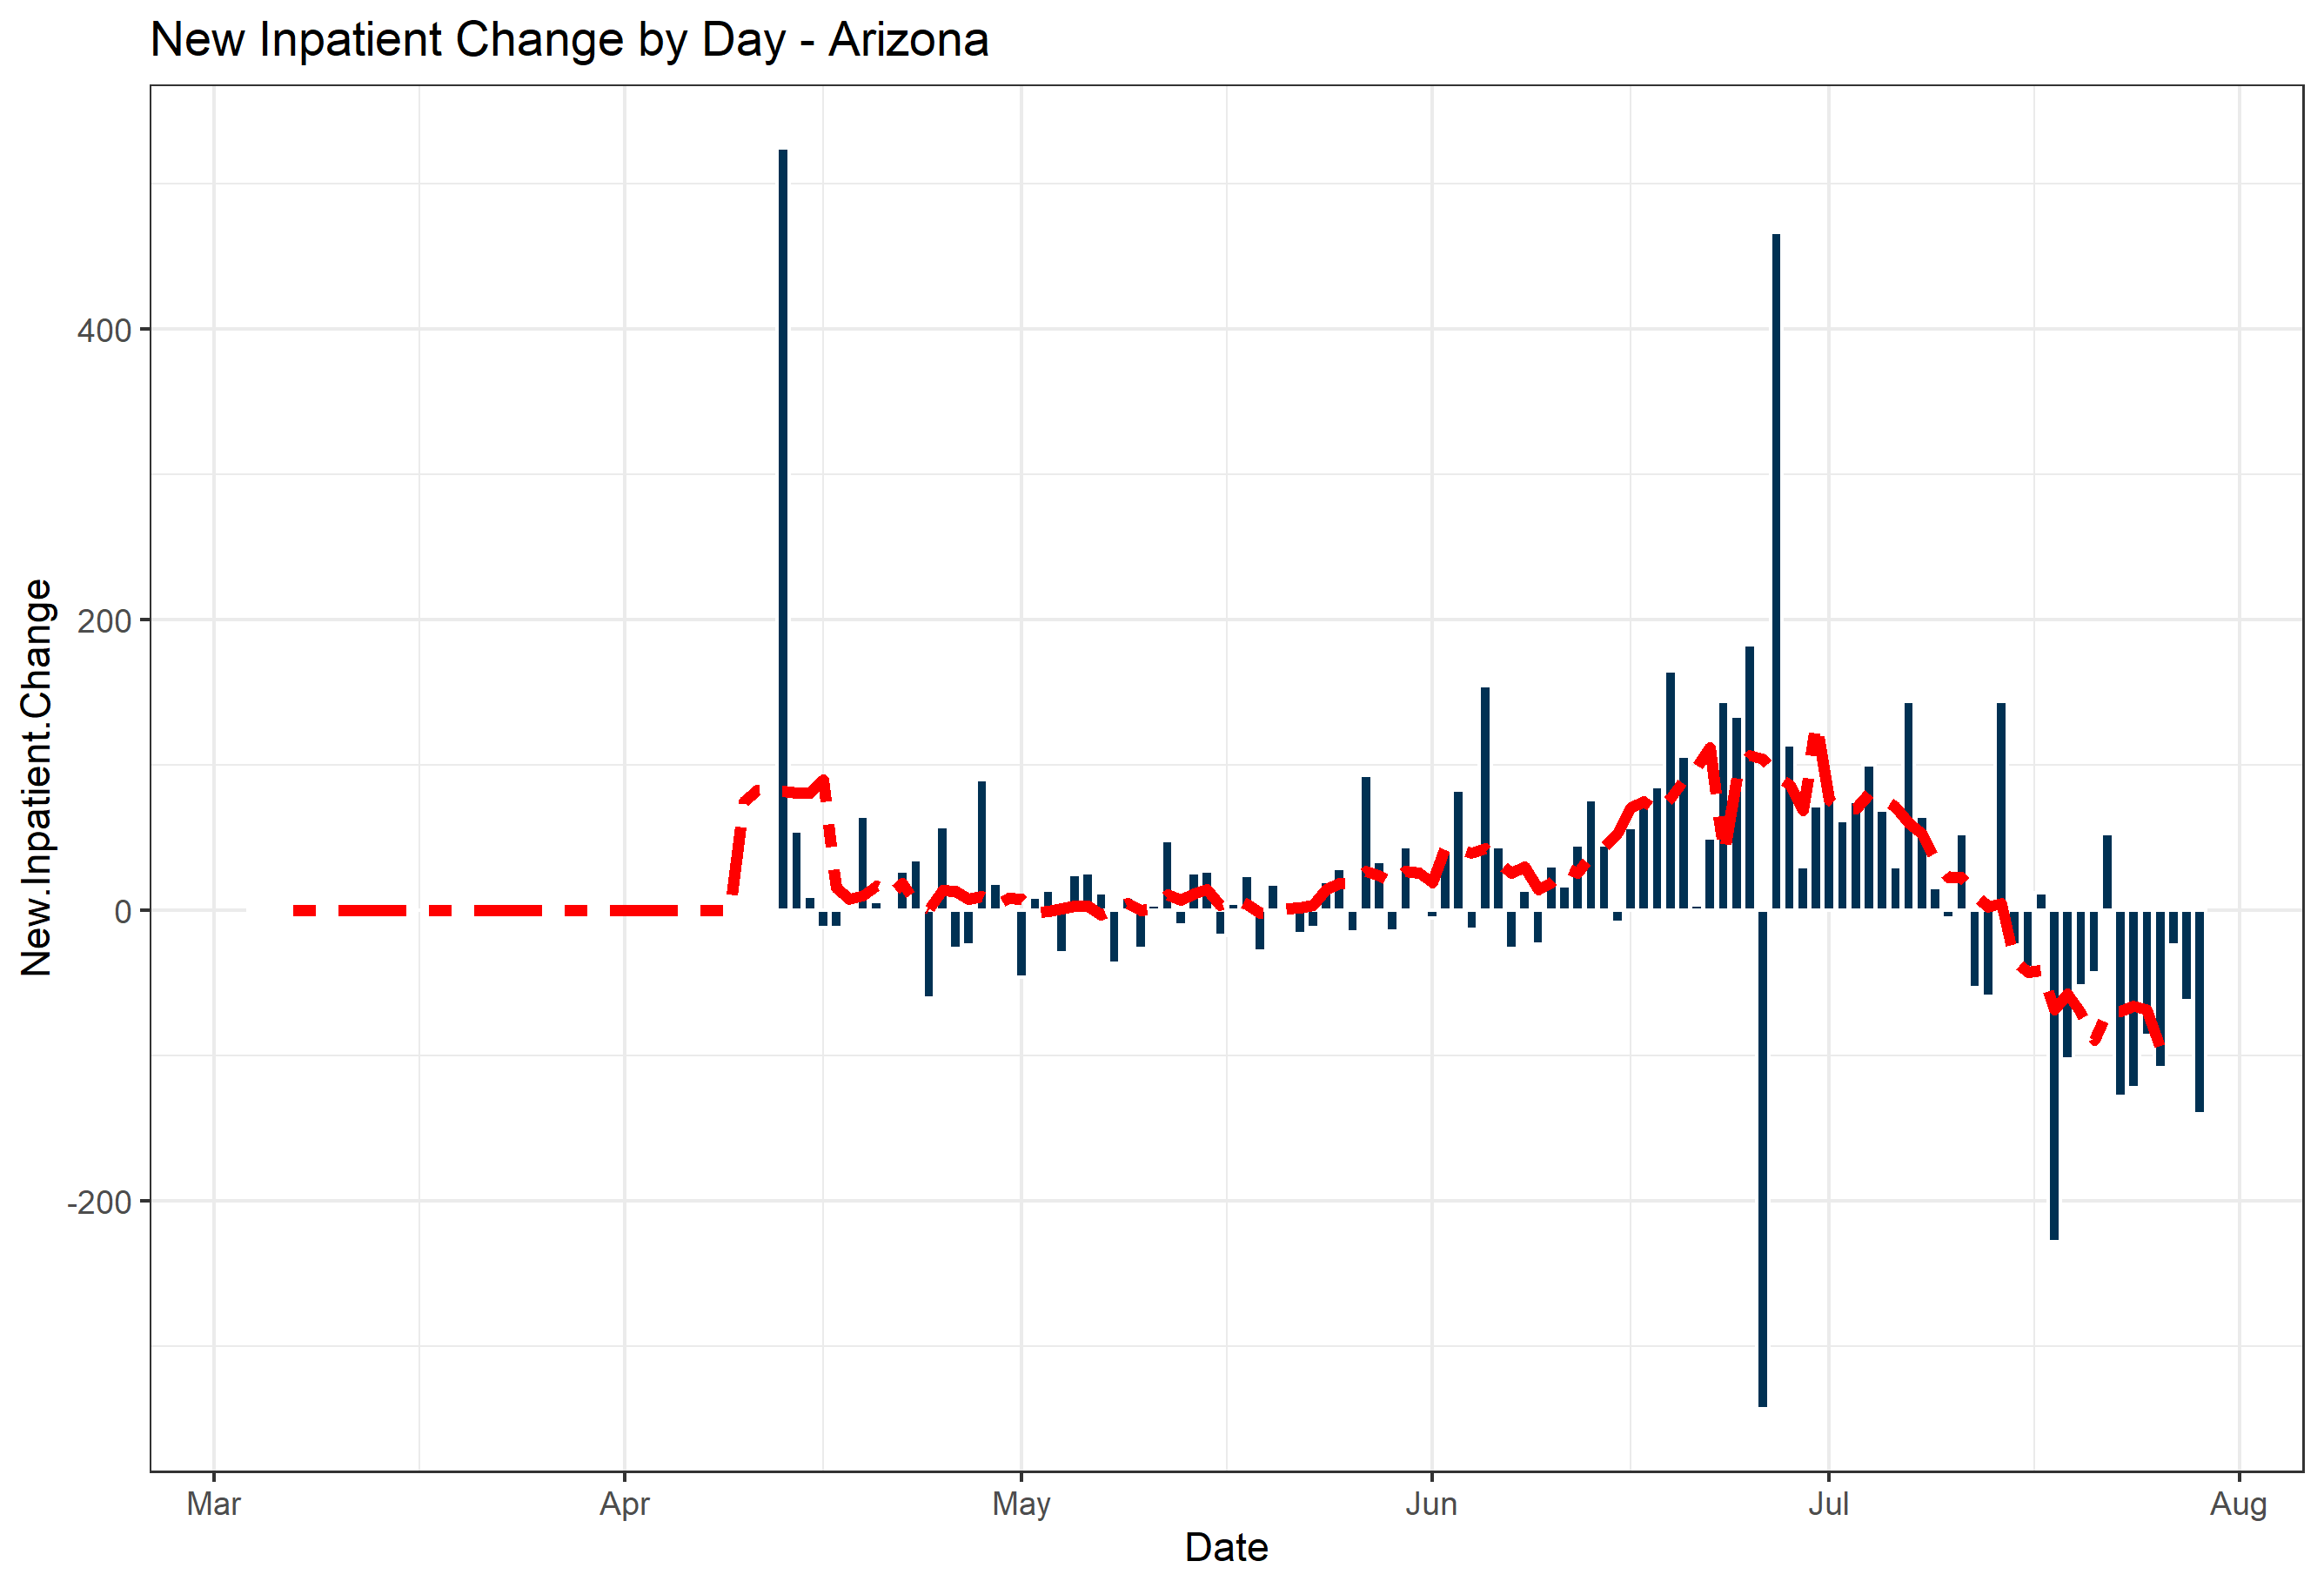 New Inpatient Change by Day - Arizona
New.Inpatient.Change
400
200
0
-200
Mar Apr May Jun Jul Aug
Date